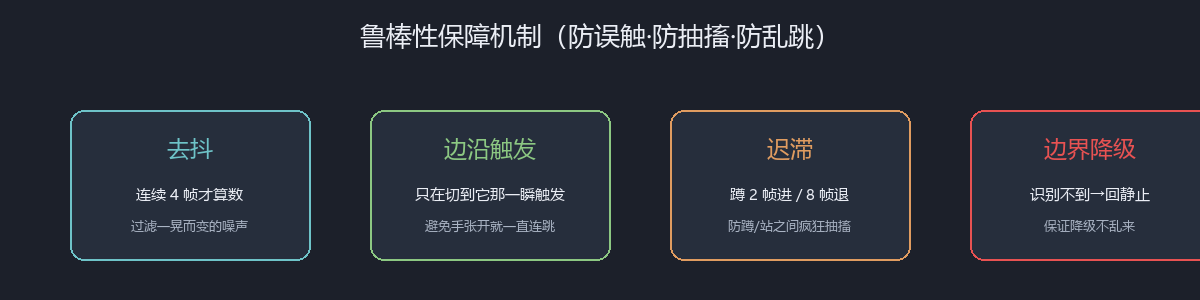 鲁棒性保障机制（防误触·防抽搐·防乱跳）
去抖
连续 4 帧才算数
过滤一晃而变的噪声
边沿触发
只在切到它那一瞬触发
避免手张开就一直连跳
迟滞
蹲 2 帧进 / 8 帧退
防蹲/站之间疯狂抽搐
边界降级
识别不到→回静止
保证降级不乱来